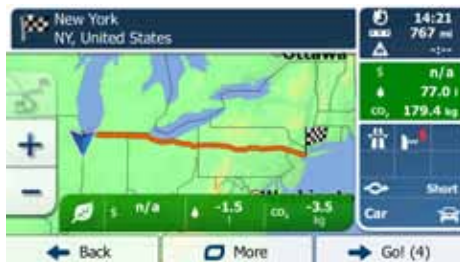 New York
NY, United States
14:21
767 mi
-:--
Ottawa
S n/a
77.0 l
CO₂ 179.4 kg
+
−
Washington
S n/a
-1.5
l
CO₂ -3.5
kg
Short
Car
Back
More
Go! (4)